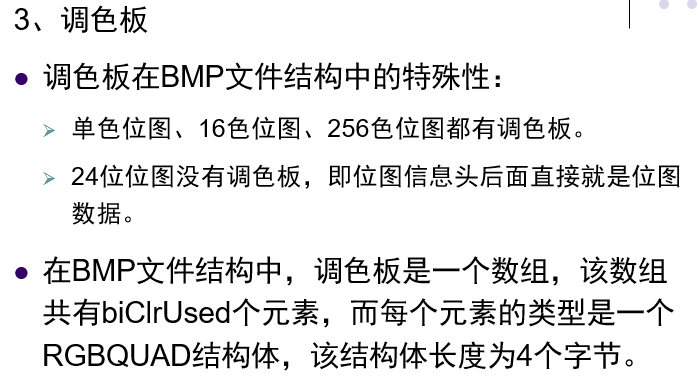 3、调色板
调色板在BMP文件结构中的特殊性：
单色位图、16色位图、256色位图都有调色板。
24位位图没有调色板，即位图信息头后面直接就是位图
数据。
在BMP文件结构中，调色板是一个数组，该数组
共有biClrUsed个元素，而每个元素的类型是一个
RGBQUAD结构体，该结构体长度为4个字节。